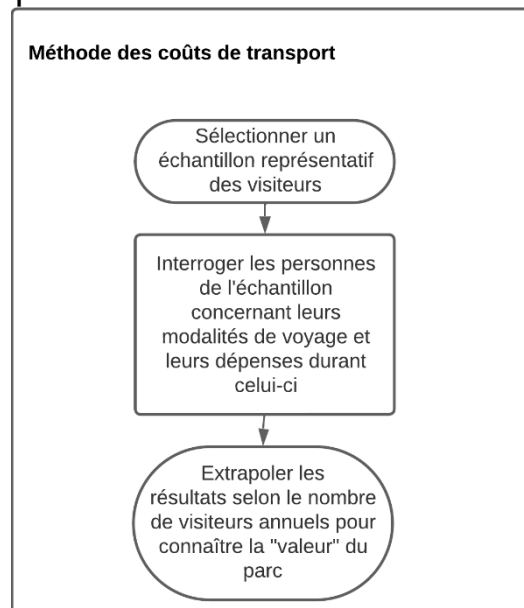 Méthode des coûts de transport
Sélectionner un
échantillon représentatif
des visiteurs
Interroger les personnes
de l'échantillon
concernant leurs
modalités de voyage et
leurs dépenses durant
celui-ci
Extrapoler les
résultats selon le nombre
de visiteurs annuels pour
connaître la "valeur" du
parc